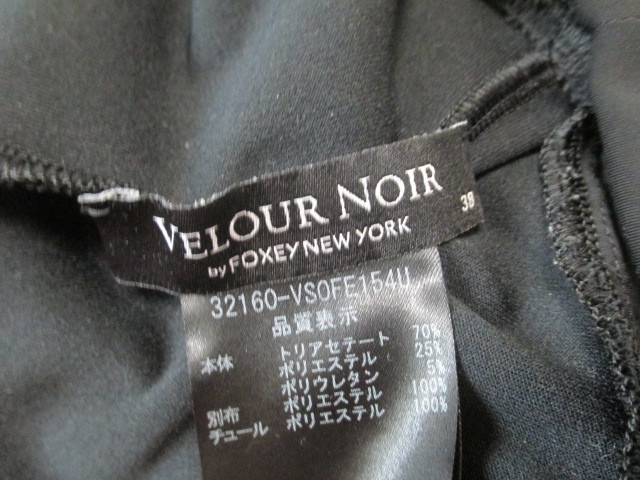 VELOUR NOIR
by FOXEY NEW YORK
38
32160-VSOFE154U
品質表示
本体 トリアセテート 70%
ポリエステル 25%
ポリウレタン 5%
別布 ポリエステル 100%
チュール ポリエステル 100%